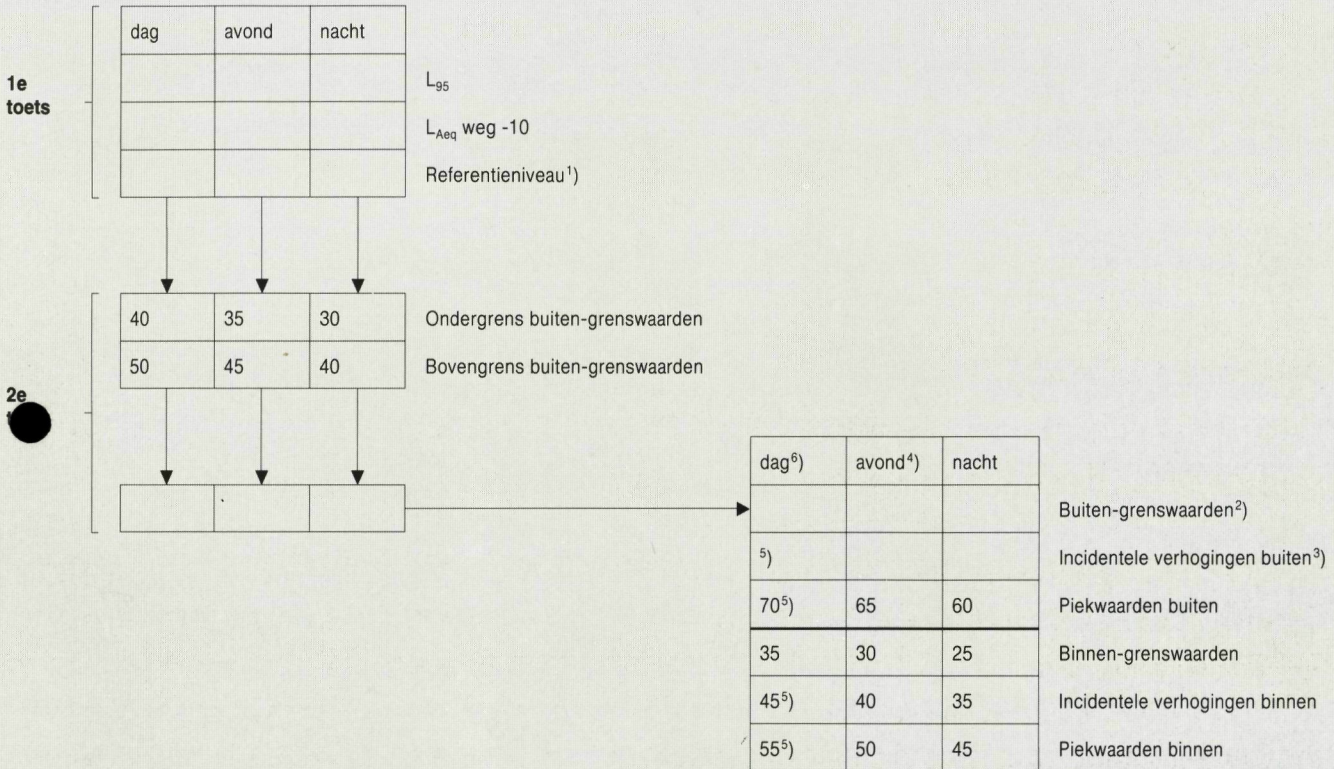 dag avond nacht
1e
toets
L95
LAeq weg -10
Referentieniveau¹)
40 35 30 Ondergrens buiten-grenswaarden
50 45 40 Bovengrens buiten-grenswaarden
2e
dag⁶) avond⁴) nacht
Buiten-grenswaarden²)
⁵) Incidentele verhogingen buiten³)
70⁵) 65 60 Piekwaarden buiten
35 30 25 Binnen-grenswaarden
45⁵) 40 35 Incidentele verhogingen binnen
55⁵) 50 45 Piekwaarden binnen